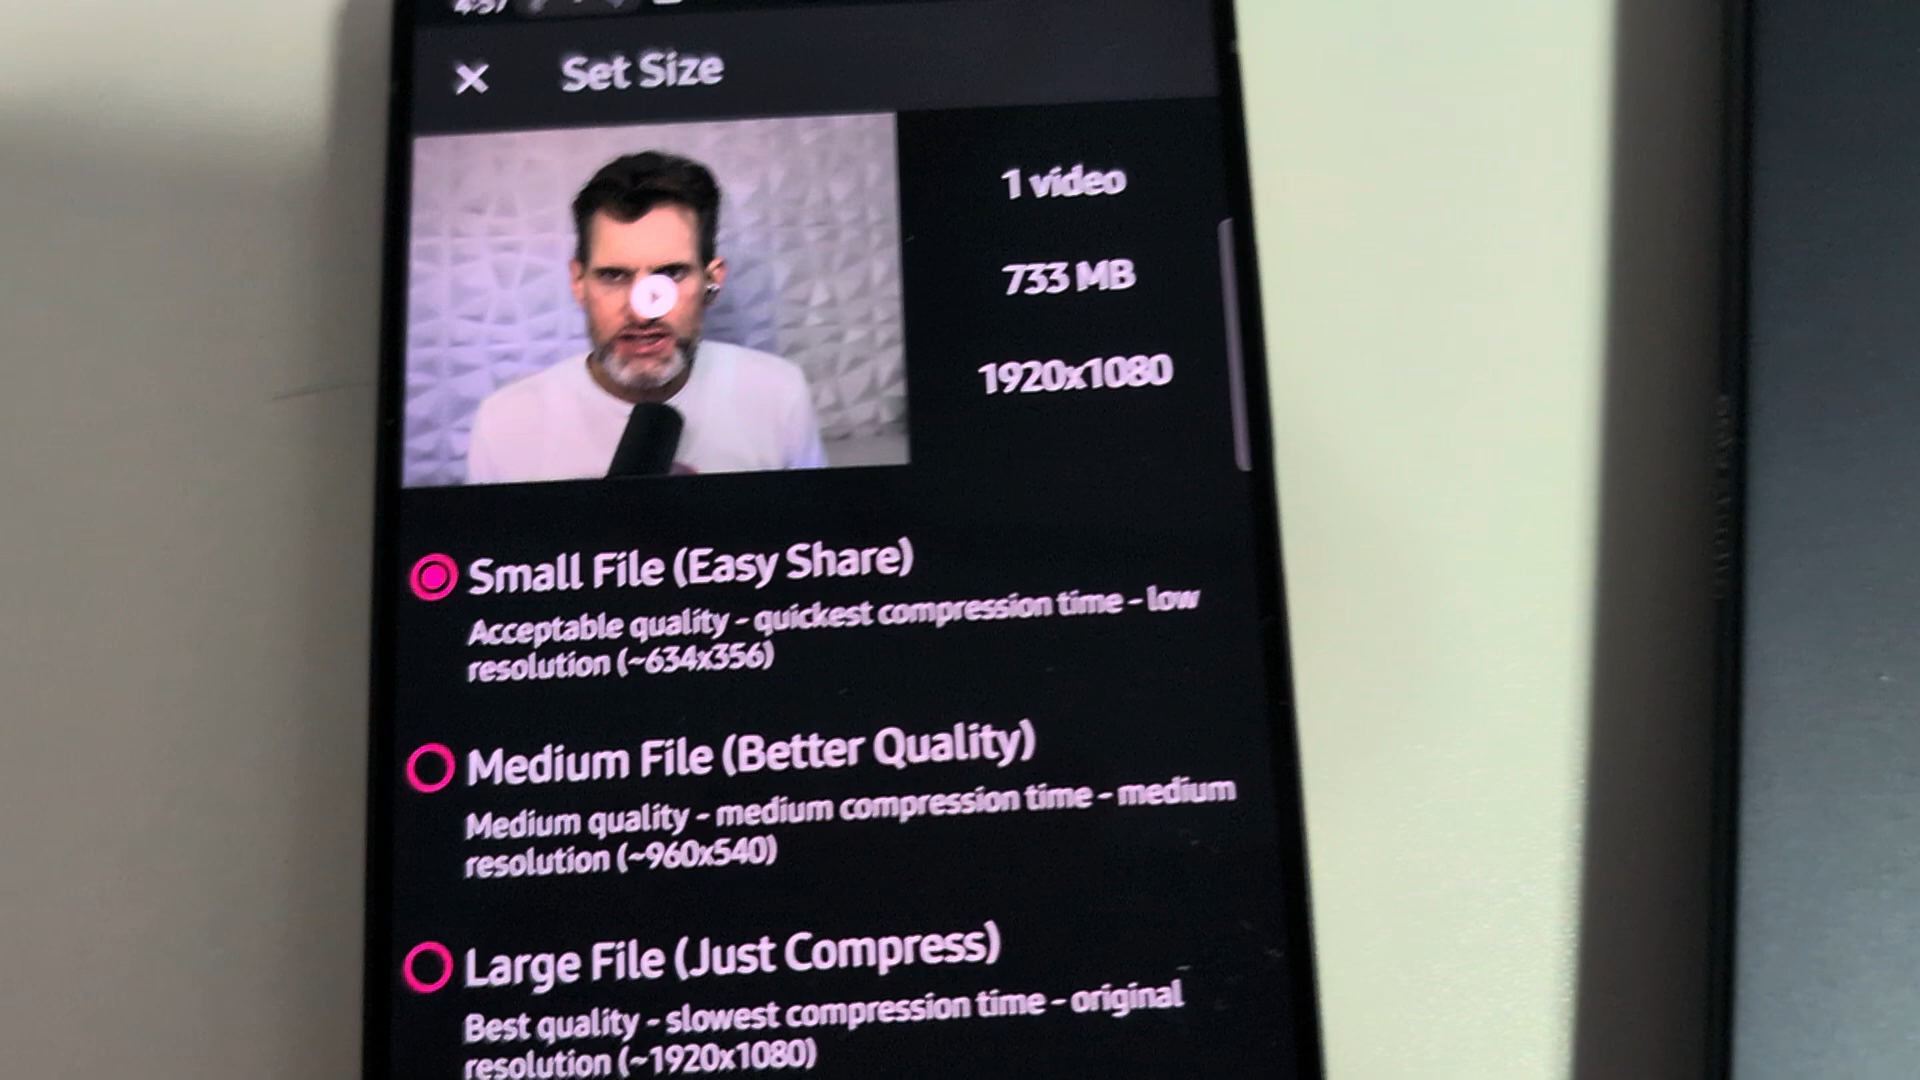 4:57
Set Size
1 video
733 MB
1920x1080
Small File (Easy Share)
Acceptable quality - quickest compression time - low
resolution (~634x356)
Medium File (Better Quality)
Medium quality - medium compression time - medium
resolution (~960x540)
Large File (Just Compress)
Best quality - slowest compression time - original
resolution (~1920x1080)